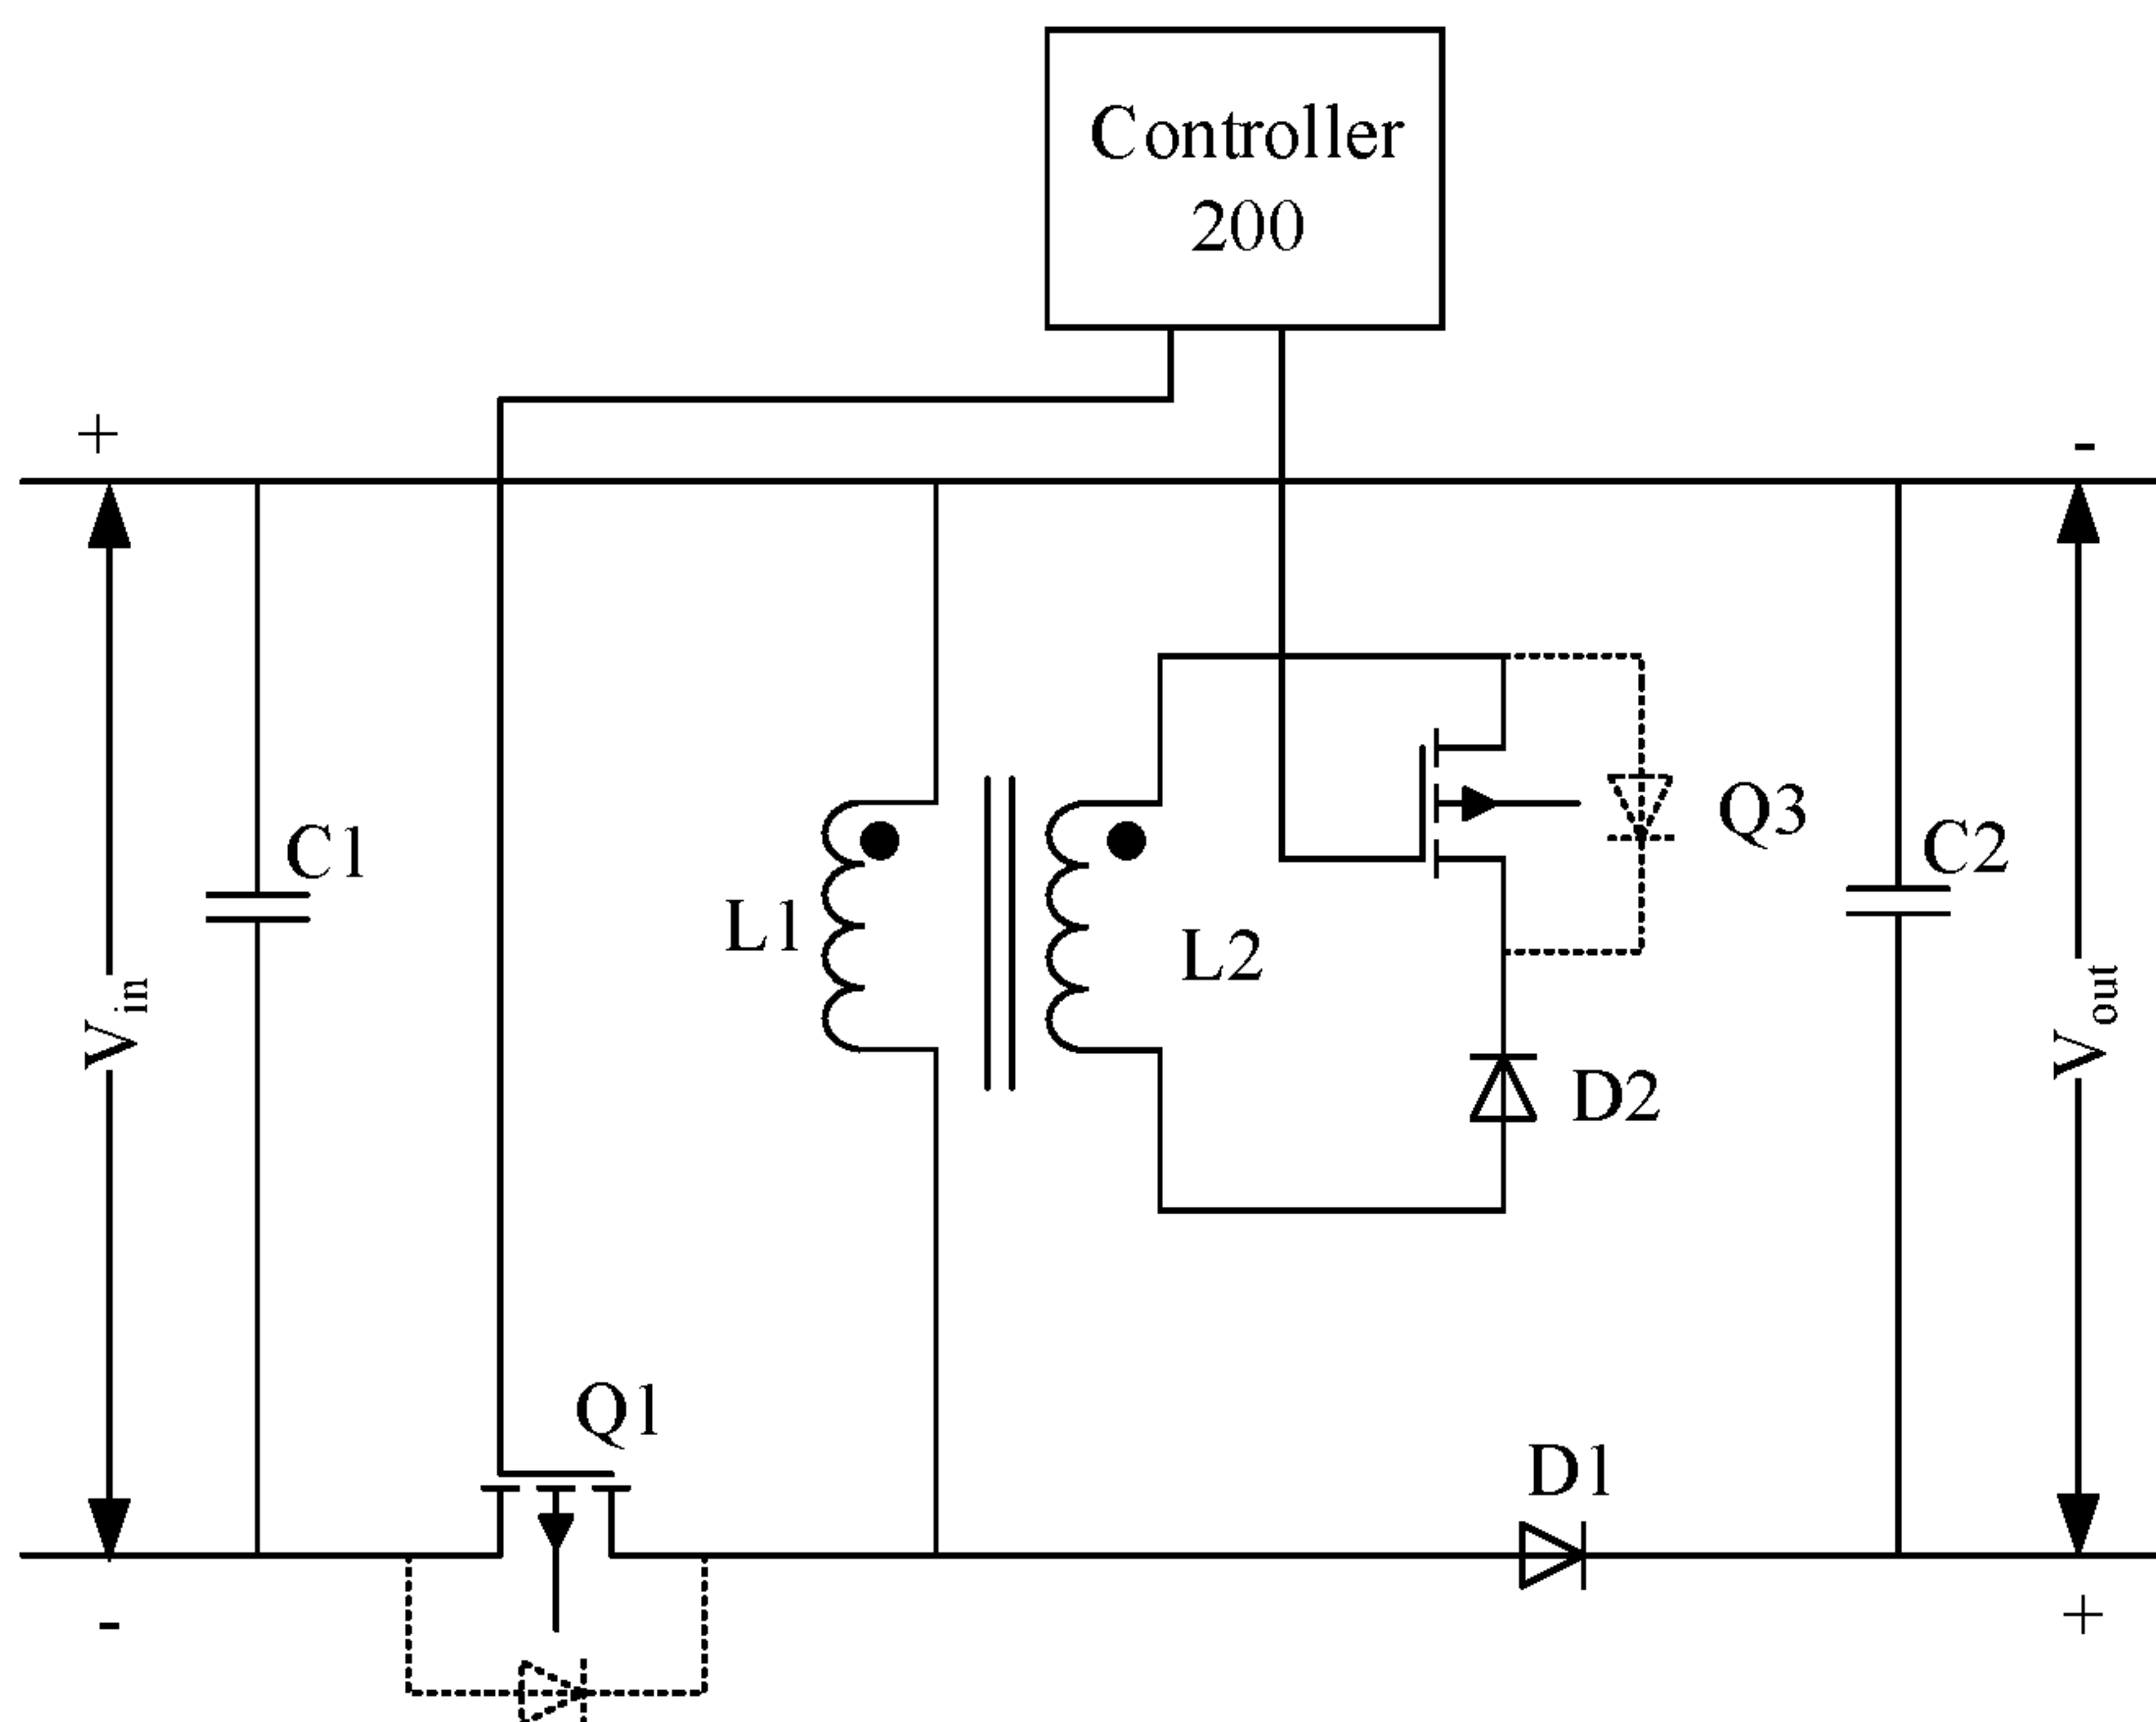 Controller
200
+
-
C1
Q3
C2
L1
L2
Vin
Vout
D2
Q1
D1
-
+